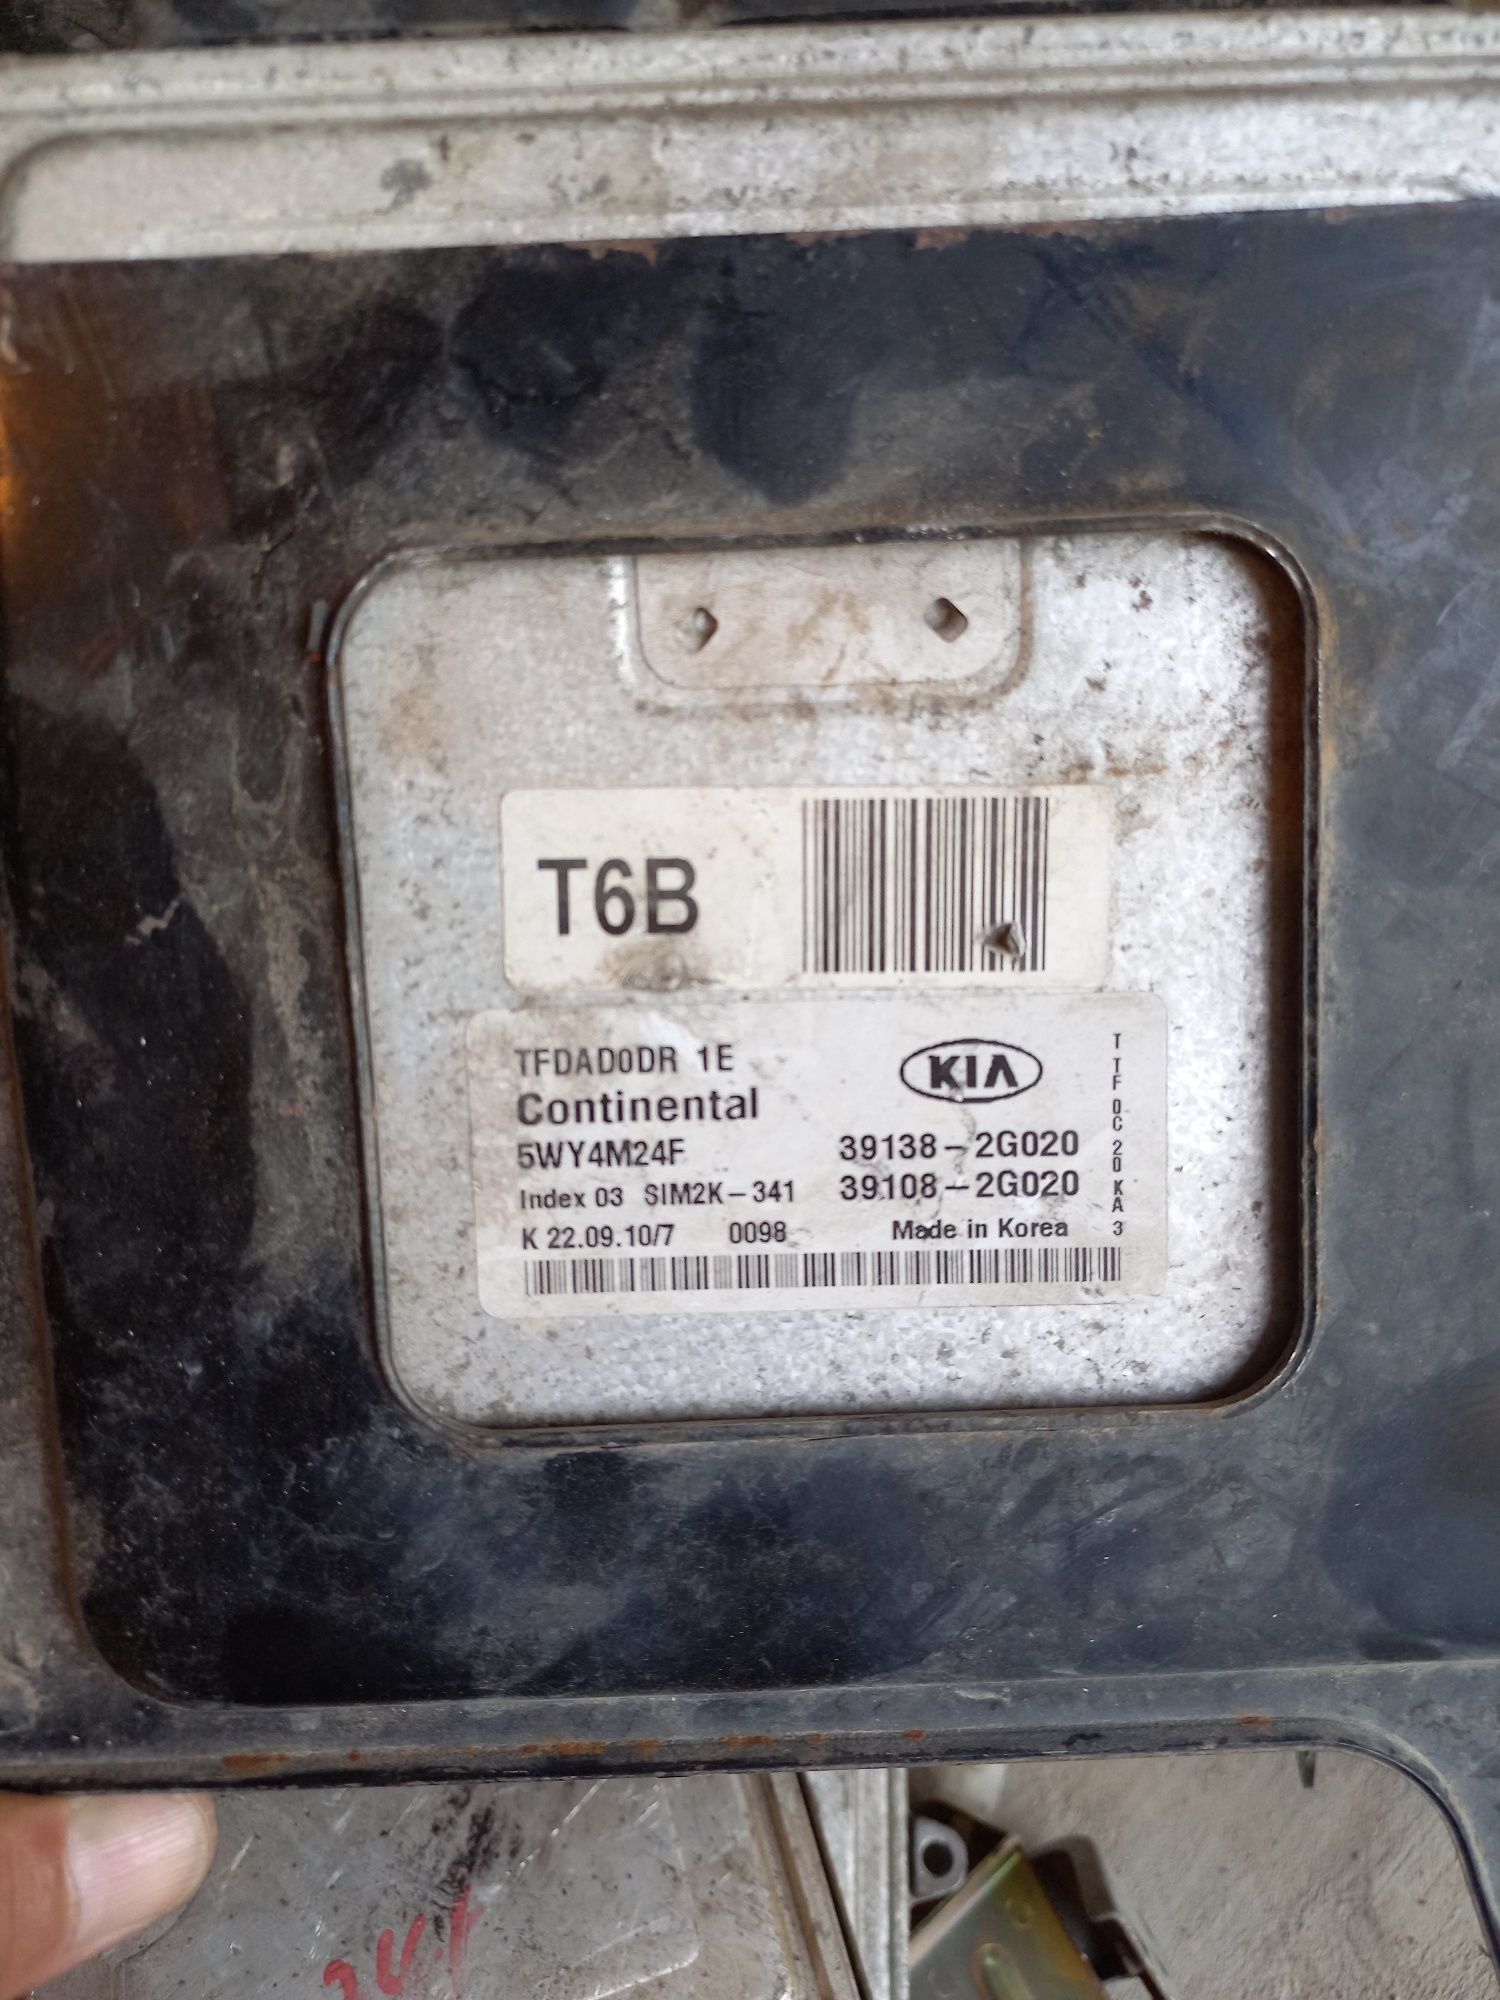 T6B
TFDAD0DR 1E
KIA
Continental
5WY4M24F 39138-2G020
Index 03 SIM2K-341 39108-2G020
K 22.09.10/7 0098 Made in Korea
TTF0C20KA3